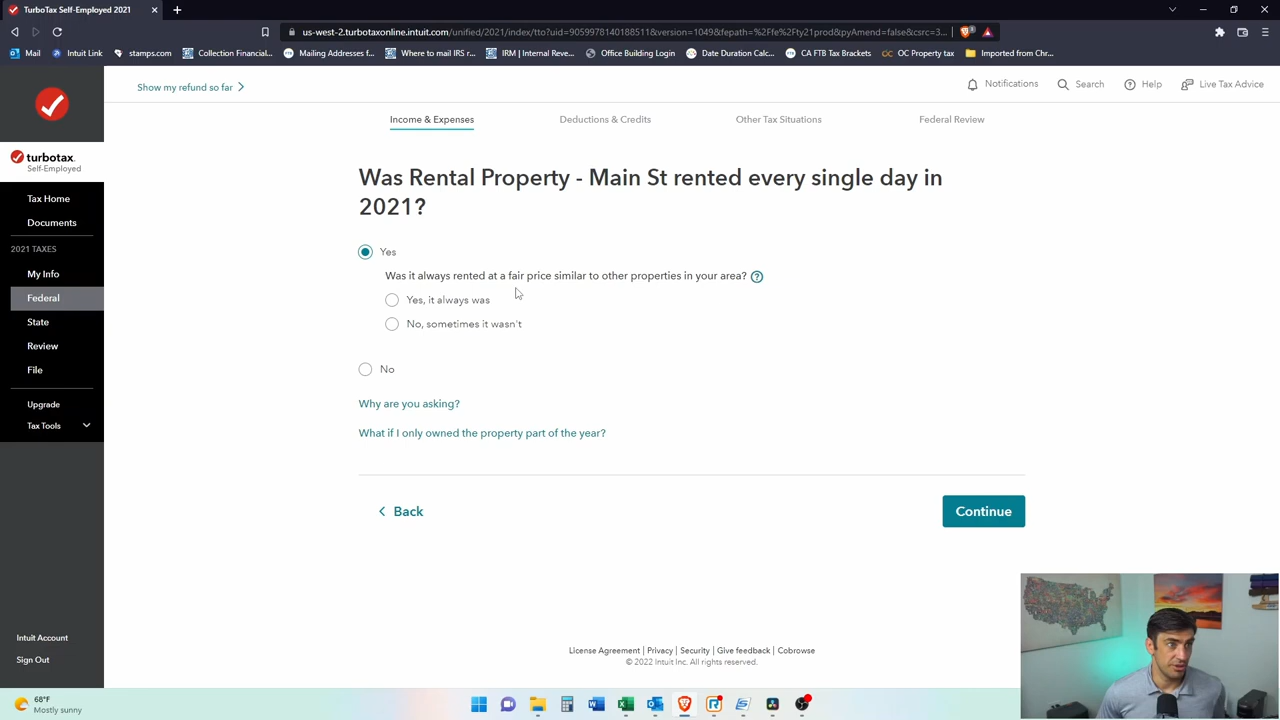 TurboTax Self-Employed 2021
us-west-2.turbotaxonline.intuit.com/unified/2021/index/tto?uid=9059978140188511&version=1049&fepath=%2Ffe%2Fty21prod&pyAmend=false&csrc=3...
Mail
Intuit Link
stamps.com
Collection Financial...
Mailing Addresses f...
Where to mail IRS r...
IRM | Internal Reve...
Office Building Login
Date Duration Calc...
CA FTB Tax Brackets
OC Property tax
Imported from Chr...
Show my refund so far
Notifications
Search
Help
Live Tax Advice
Income & Expenses
Deductions & Credits
Other Tax Situations
Federal Review
turbotax
Self-Employed
Tax Home
Documents
2021 TAXES
My Info
Federal
State
Review
File
Upgrade
Tax Tools
Intuit Account
Sign Out
Was Rental Property - Main St rented every single day in
2021?
Yes
Was it always rented at a fair price similar to other properties in your area?
Yes, it always was
No, sometimes it wasn't
No
Why are you asking?
What if I only owned the property part of the year?
Back
Continue
License Agreement | Privacy | Security | Give feedback | Cobrowse
© 2022 Intuit Inc. All rights reserved.
68°F
Mostly sunny